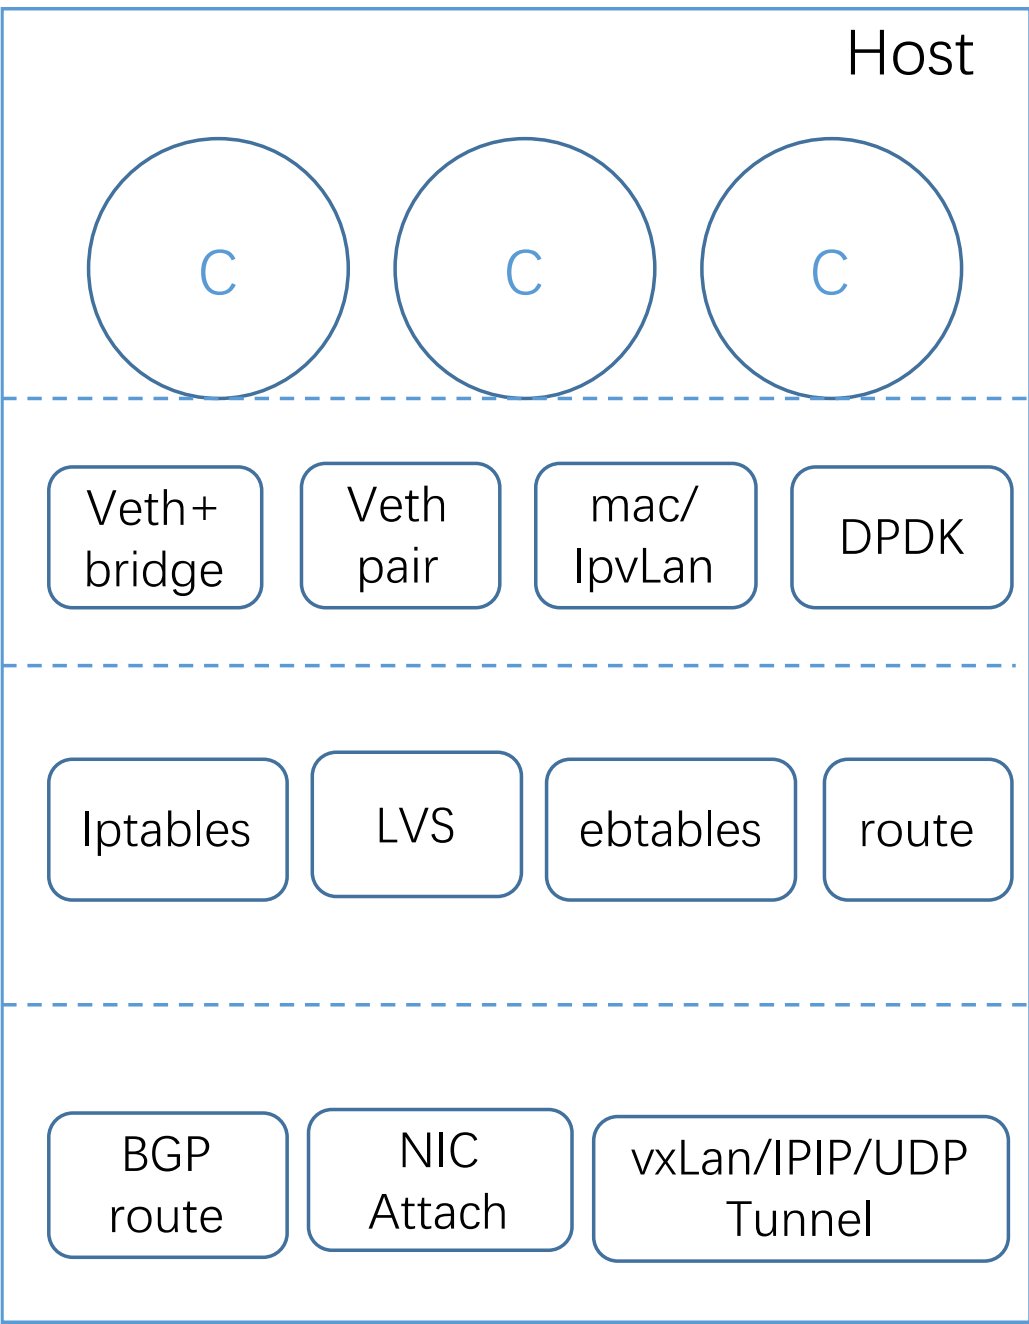 Host
C C C
Veth+
bridge
Veth
pair
mac/
IpvLan
DPDK
Iptables
LVS
ebtables
route
BGP
route
NIC
Attach
vxLan/IPIP/UDP
Tunnel